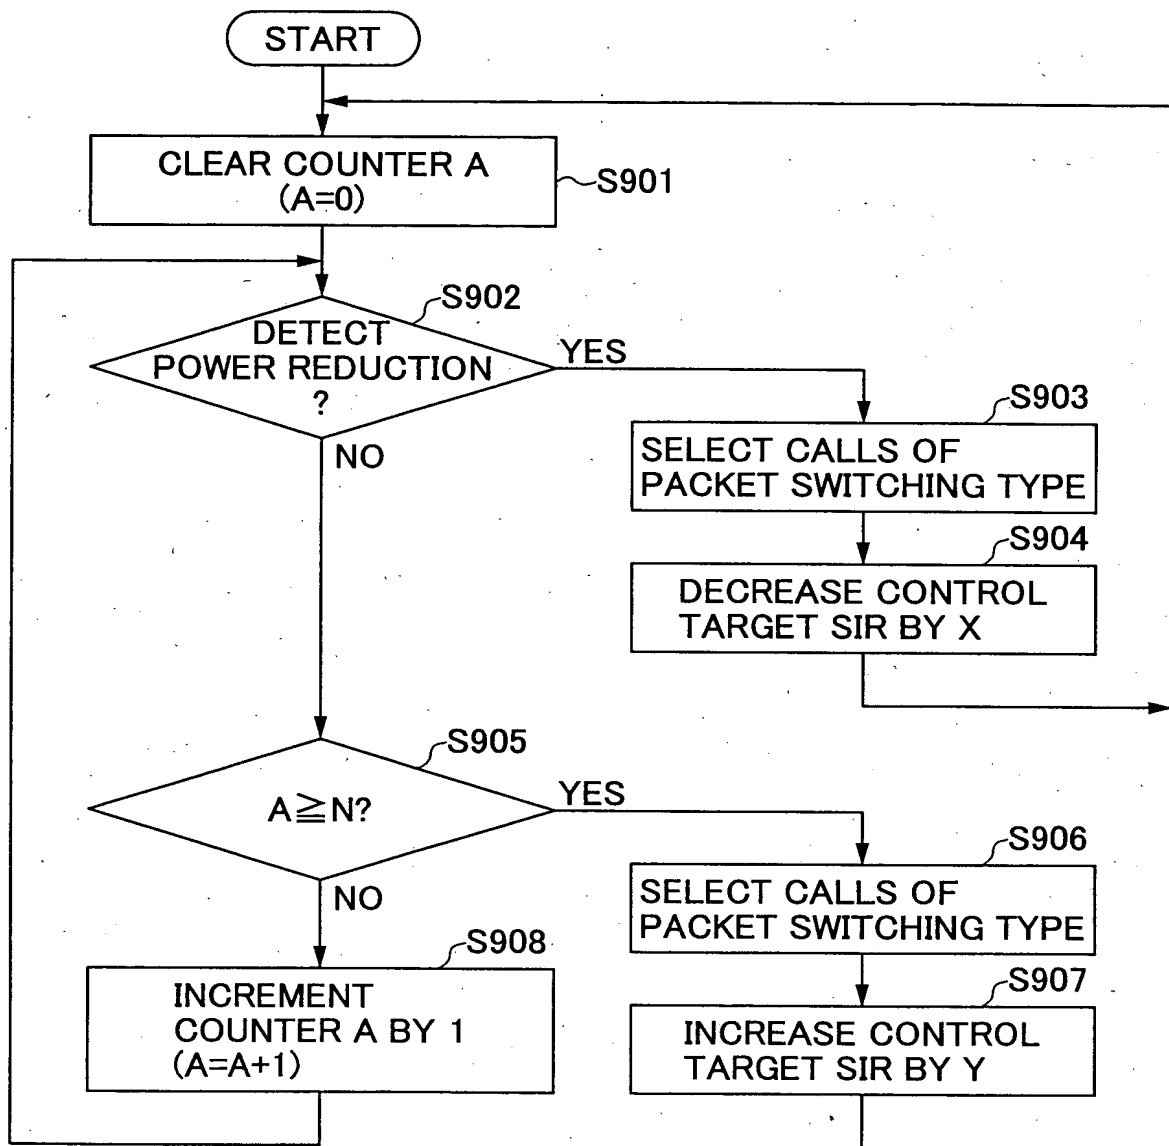 START
CLEAR COUNTER A
(A=0)
S901
S902
DETECT
POWER REDUCTION
?
YES
NO
S903
SELECT CALLS OF
PACKET SWITCHING TYPE
S904
DECREASE CONTROL
TARGET SIR BY X
S905
A≧N?
YES
NO
S906
SELECT CALLS OF
PACKET SWITCHING TYPE
S908
INCREMENT
COUNTER A BY 1
(A=A+1)
S907
INCREASE CONTROL
TARGET SIR BY Y